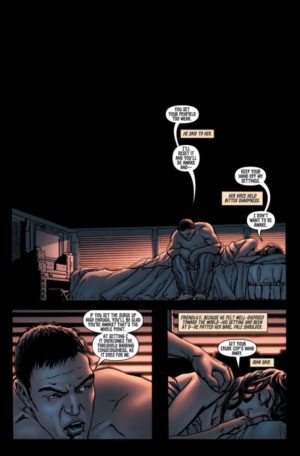 YOU SET
YOUR PENFIELD
TOO WEAK.
HE SAID TO HER.
I'LL
RESET IT
AND YOU'LL
BE AWAKE
AND--
KEEP YOUR
HAND OFF MY
SETTINGS.
HER VOICE HELD
BITTER SHARPNESS.
I DON'T
WANT TO BE
AWAKE.
IF YOU SET THE SURGE UP
HIGH ENOUGH, YOU'LL BE GLAD
YOU'RE AWAKE; THAT'S THE
WHOLE POINT.
AT SETTING C
IT OVERCOMES THE
THRESHOLD BARRING
CONSCIOUSNESS, AS
IT DOES FOR ME.
FRIENDLILY, BECAUSE HE FELT WELL-DISPOSED
TOWARD THE WORLD--HIS SETTING HAD BEEN
AT D--HE PATTED HER BARE, PALE SHOULDER.
GET YOUR
CRUDE COP'S HAND
AWAY.
IRAN SAID.